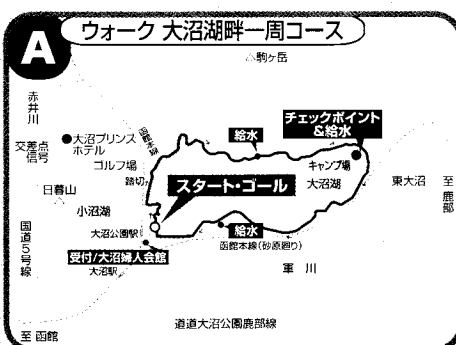 A
ウォーク 大沼湖畔一周コース
△駒ヶ岳
赤井川
交差点
信号
●大沼プリンス
ホテル
函館本線
給水
チェックポイント
&給水
ゴルフ場
踏切
キャンプ場
大沼湖
東大沼
至鹿部
日暮山
△
スタート・ゴール
小沼湖
国道5号線
大沼公園駅
給水
函館本線(砂原廻り)
受付/大沼婦人会館
大沼駅
軍川
道道大沼公園鹿部線
至函館